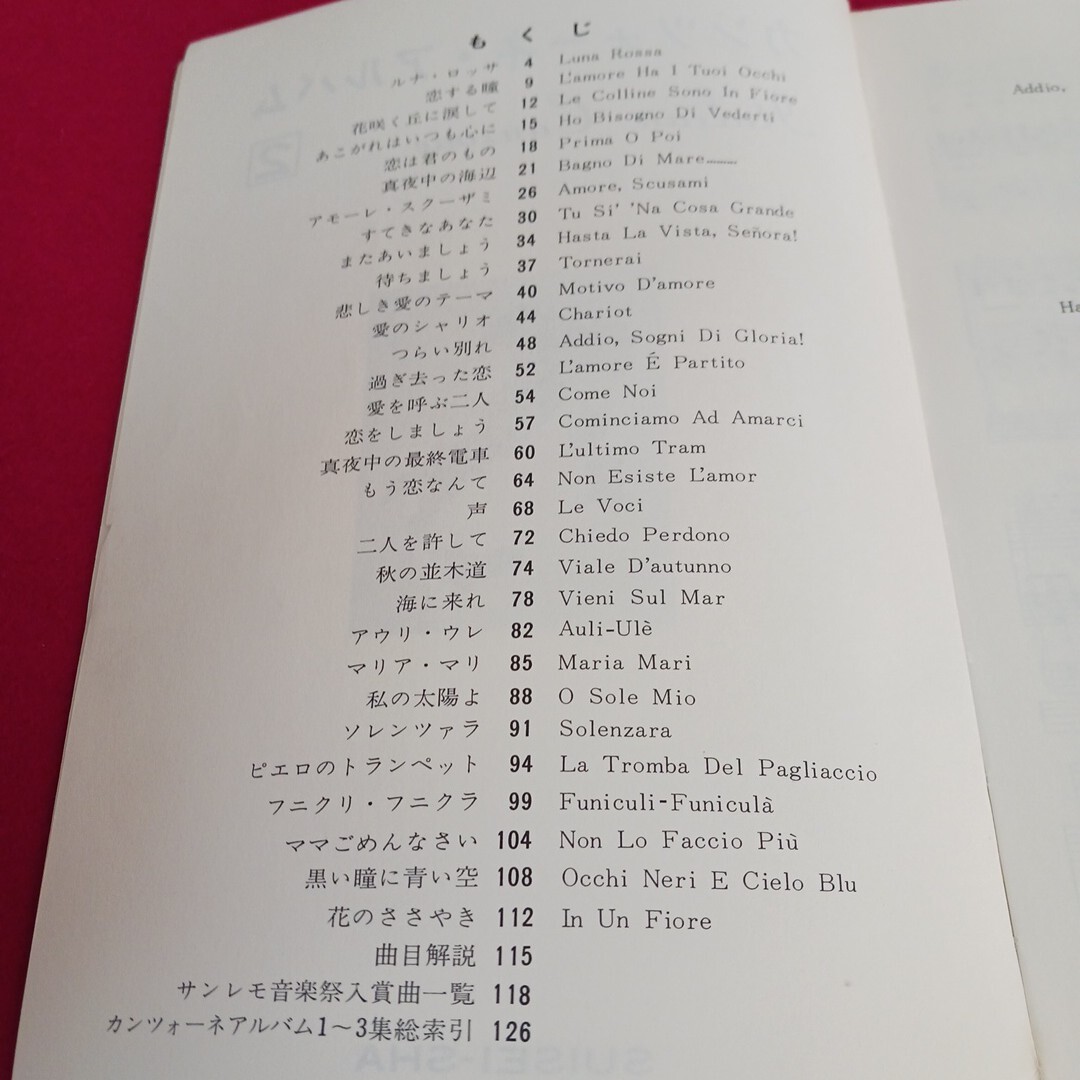 もくじ
ルナ・ロッサ 4 Luna Rossa
恋する瞳 9 L'amore Ha I Tuoi Occhi
花咲く丘に涙して 12 Le Colline Sono In Fiore
あこがれはいつも心に 15 Ho Bisogno Di Vederti
恋は君のもの 18 Prima O Poi
真夜中の海辺 21 Bagno Di Mare………
アモーレ・スクーザミ 26 Amore, Scusami
すてきなあなた 30 Tu Si' 'Na Cosa Grande
またあいましょう 34 Hasta La Vista, Señora!
待ちましょう 37 Tornerai
悲しき愛のテーマ 40 Motivo D'amore
愛のシャリオ 44 Chariot
つらい別れ 48 Addio, Sogni Di Gloria!
過ぎ去った恋 52 L'amore É Partito
愛を呼ぶ二人 54 Come Noi
恋をしましょう 57 Cominciamo Ad Amarci
真夜中の最終電車 60 L'ultimo Tram
もう恋なんて 64 Non Esiste L'amor
声 68 Le Voci
二人を許して 72 Chiedo Perdono
秋の並木道 74 Viale D'autunno
海に来れ 78 Vieni Sul Mar
アウリ・ウレ 82 Auli-Ulè
マリア・マリ 85 Maria Mari
私の太陽よ 88 O Sole Mio
ソレンツァラ 91 Solenzara
ピエロのトランペット 94 La Tromba Del Pagliaccio
フニクリ・フニクラ 99 Funiculi-Funiculà
ママごめんなさい 104 Non Lo Faccio Più
黒い瞳に青い空 108 Occhi Neri E Cielo Blu
花のささやき 112 In Un Fiore
曲目解説 115
サンレモ音楽祭入賞曲一覧 118
カンツォーネアルバム1～3集総索引 126
Addio,
Ha
SUISEI-SHA